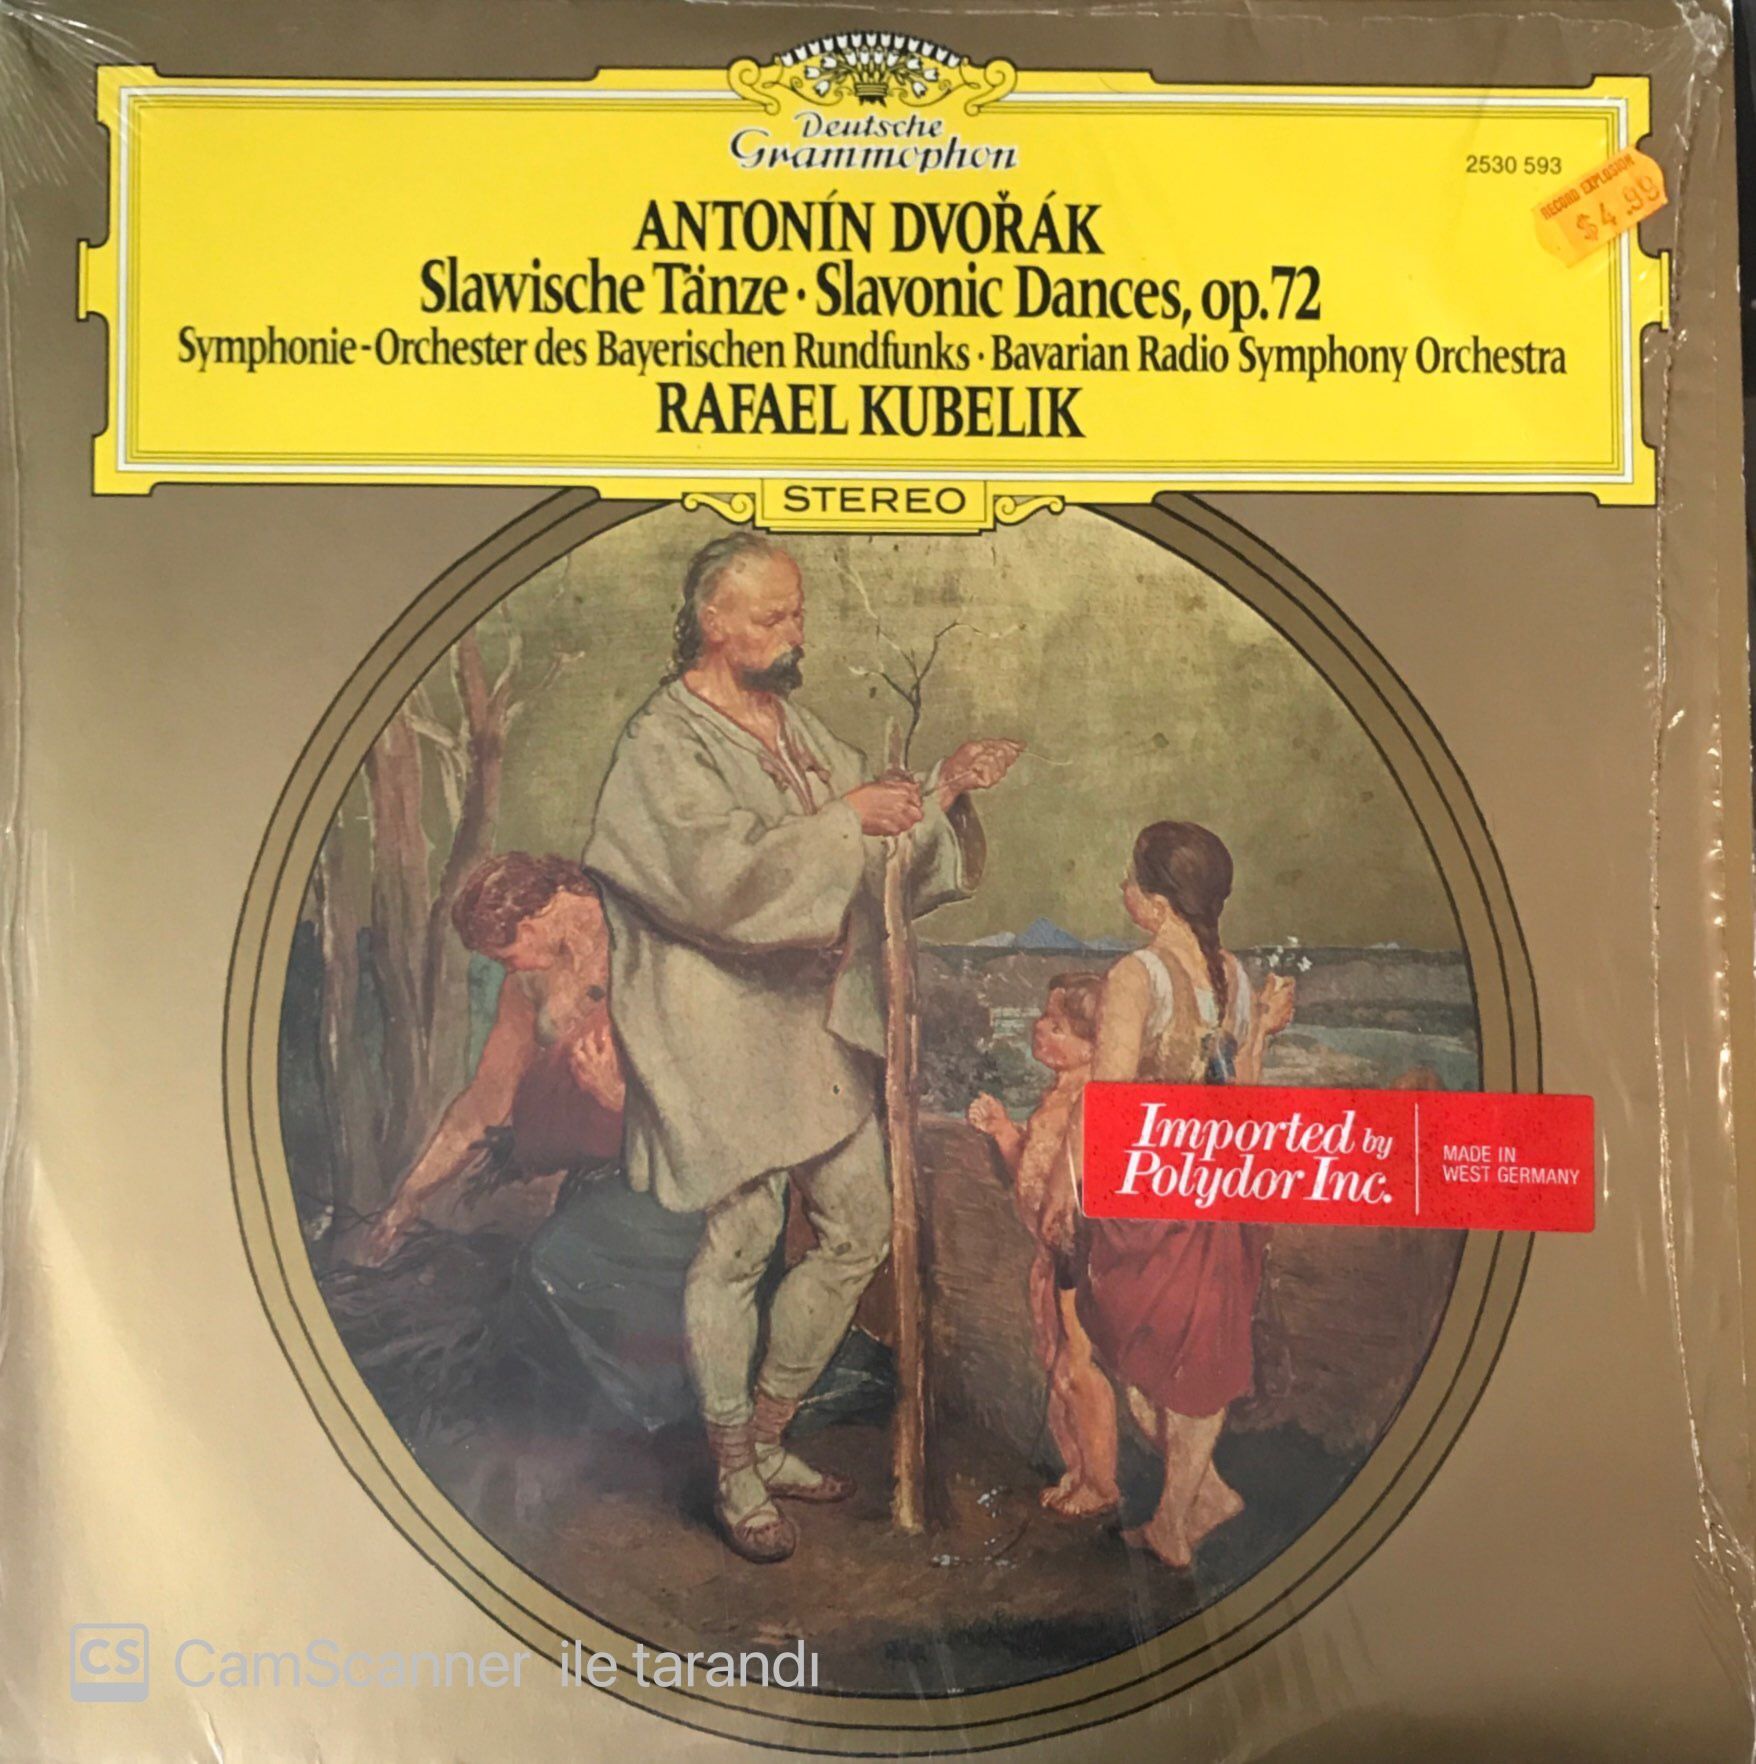 Deutsche
Grammophon
2530 593
RECORD EXPLOSION
$4.99
ANTONÍN DVOŘÁK
Slawische Tänze · Slavonic Dances, op.72
Symphonie-Orchester des Bayerischen Rundfunks · Bavarian Radio Symphony Orchestra
RAFAEL KUBELIK
STEREO
Imported by
Polydor Inc.
MADE IN
WEST GERMANY
CS CamScanner ile tarandı